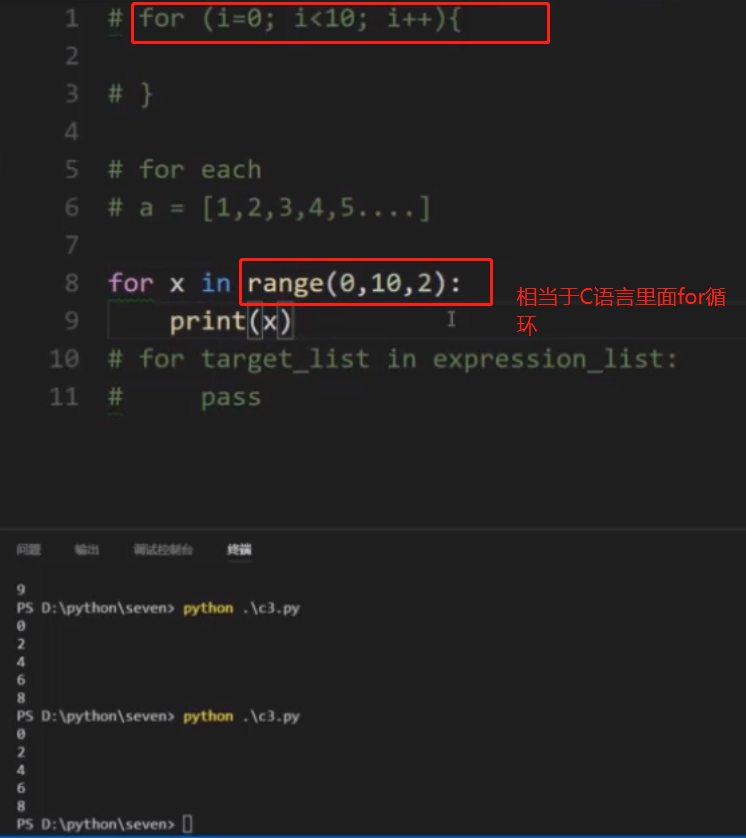 1 # for (i=0; i<10; i++){
2
3 # }
4
5 # for each
6 # a = [1,2,3,4,5....]
7
8 for x in range(0,10,2):
相当于C语言里面for循
环
9 print(x)
10 # for target_list in expression_list:
11 # pass
问题 输出 调试控制台 终端
9
PS D:\python\seven> python .\c3.py
0
2
4
6
8
PS D:\python\seven> python .\c3.py
0
2
4
6
8
PS D:\python\seven>